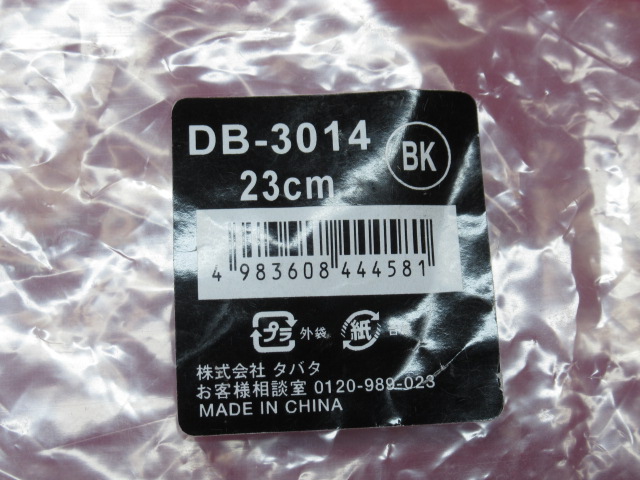 DB-3014
BK
23cm
4 983608 444581
プラ 外袋 紙
株式会社 タバタ
お客様相談室 0120-989-023
MADE IN CHINA